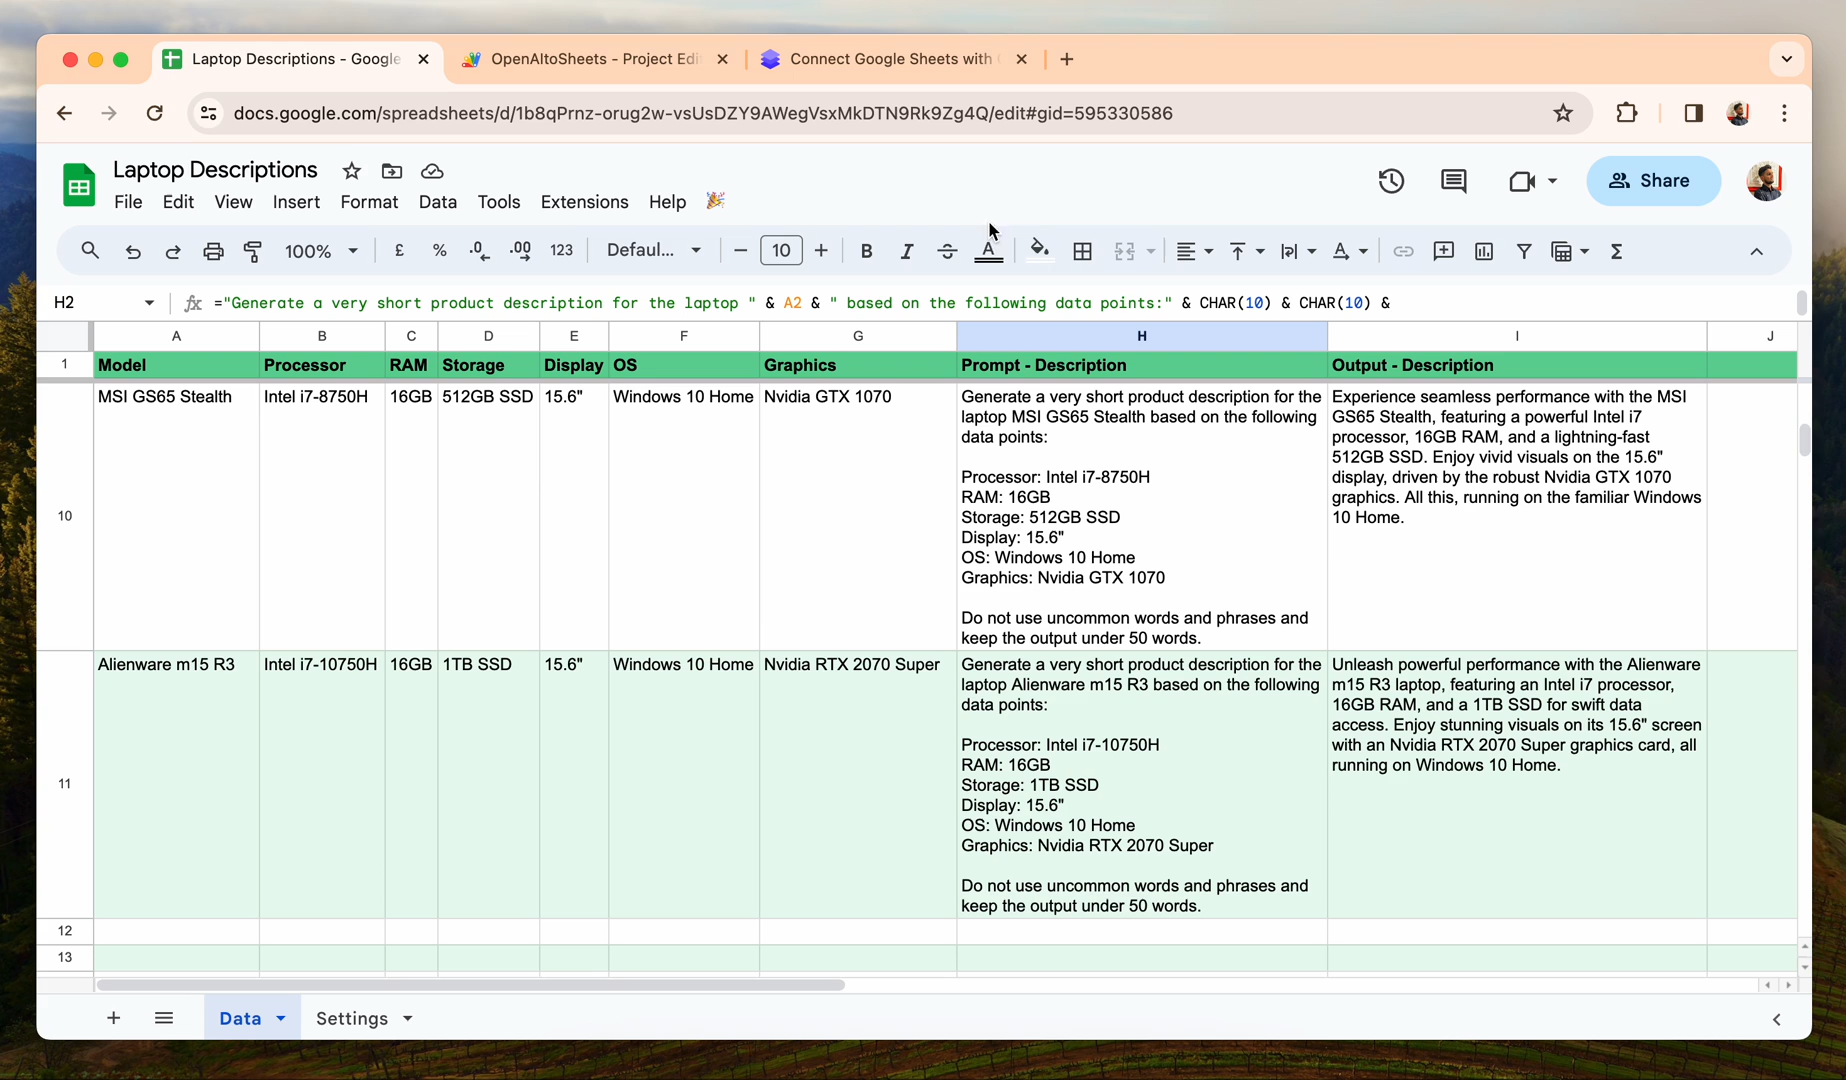 Laptop Descriptions - Google
OpenAItoSheets - Project Edi
Connect Google Sheets with
docs.google.com/spreadsheets/d/1b8qPrnz-orug2w-vsUsDZY9AWegVsxMkDTN9Rk9Zg4Q/edit#gid=595330586
Laptop Descriptions
File Edit View Insert Format Data Tools Extensions Help
Share
100% £ % .0 .00 123 Defaul... 10 B I S A
H2 fx ="Generate a very short product description for the laptop " & A2 & " based on the following data points:" & CHAR(10) & CHAR(10) &
A B C D E F G H I J
1 Model Processor RAM Storage Display OS Graphics Prompt - Description Output - Description
10
MSI GS65 Stealth
Intel i7-8750H
16GB
512GB SSD
15.6"
Windows 10 Home
Nvidia GTX 1070
Generate a very short product description for the
laptop MSI GS65 Stealth based on the following
data points:
Processor: Intel i7-8750H
RAM: 16GB
Storage: 512GB SSD
Display: 15.6"
OS: Windows 10 Home
Graphics: Nvidia GTX 1070
Do not use uncommon words and phrases and
keep the output under 50 words.
Experience seamless performance with the MSI
GS65 Stealth, featuring a powerful Intel i7
processor, 16GB RAM, and a lightning-fast
512GB SSD. Enjoy vivid visuals on the 15.6"
display, driven by the robust Nvidia GTX 1070
graphics. All this, running on the familiar Windows
10 Home.
11
Alienware m15 R3
Intel i7-10750H
16GB
1TB SSD
15.6"
Windows 10 Home
Nvidia RTX 2070 Super
Generate a very short product description for the
laptop Alienware m15 R3 based on the following
data points:
Processor: Intel i7-10750H
RAM: 16GB
Storage: 1TB SSD
Display: 15.6"
OS: Windows 10 Home
Graphics: Nvidia RTX 2070 Super
Do not use uncommon words and phrases and
keep the output under 50 words.
Unleash powerful performance with the Alienware
m15 R3 laptop, featuring an Intel i7 processor,
16GB RAM, and a 1TB SSD for swift data
access. Enjoy stunning visuals on its 15.6" screen
with an Nvidia RTX 2070 Super graphics card, all
running on Windows 10 Home.
12
13
Data
Settings